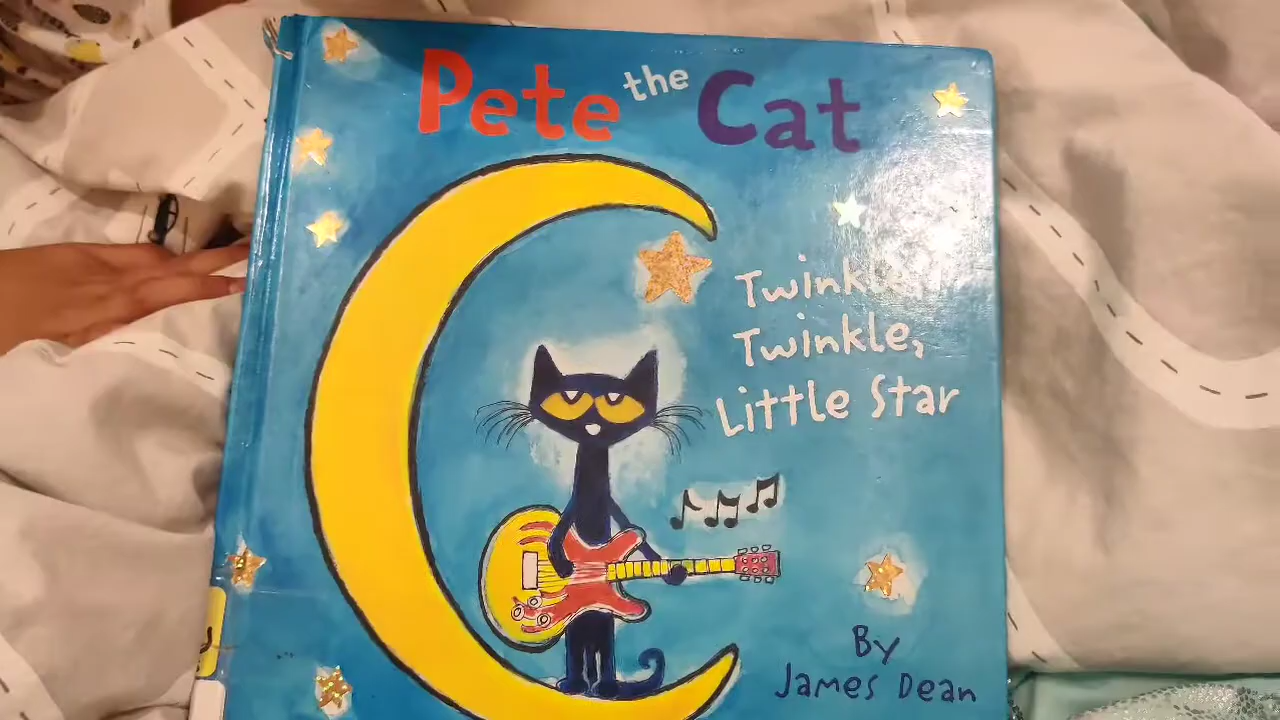 Pete the Cat
Twinkle,
Twinkle,
Little Star
By
James Dean